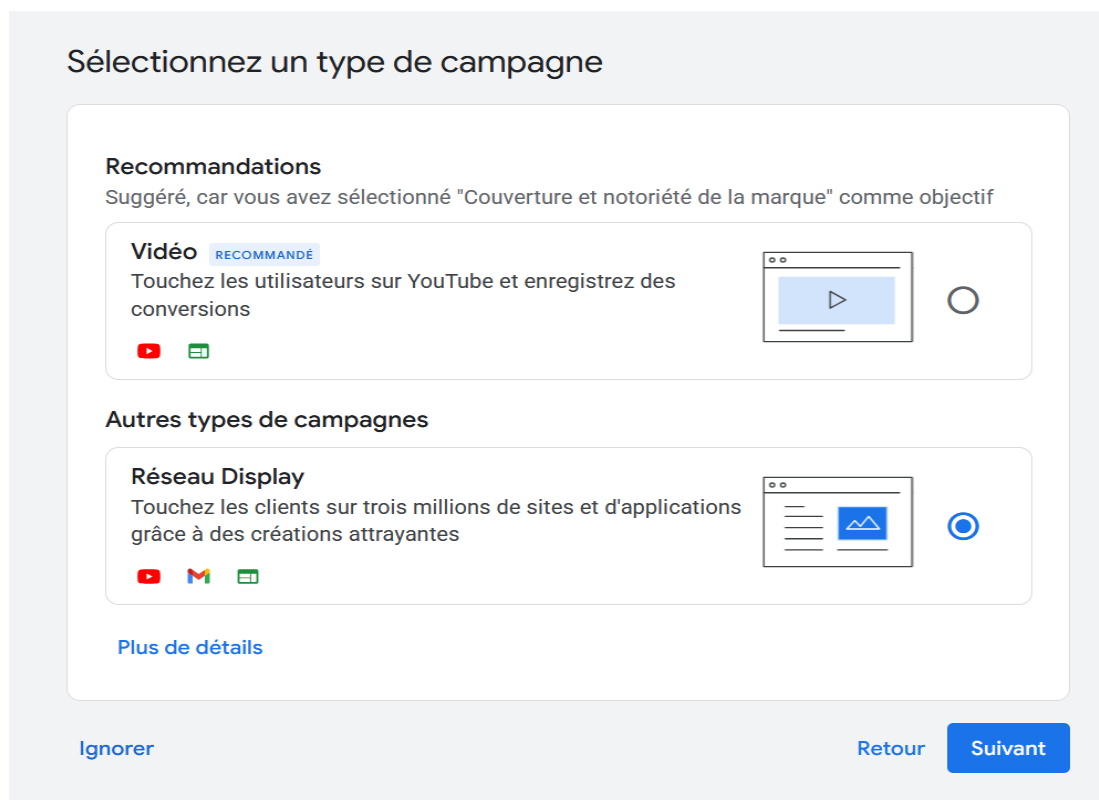 Sélectionnez un type de campagne
Recommandations
Suggéré, car vous avez sélectionné "Couverture et notoriété de la marque" comme objectif
Vidéo RECOMMANDÉ
Touchez les utilisateurs sur YouTube et enregistrez des
conversions
Autres types de campagnes
Réseau Display
Touchez les clients sur trois millions de sites et d'applications
grâce à des créations attrayantes
Plus de détails
Ignorer
Retour
Suivant